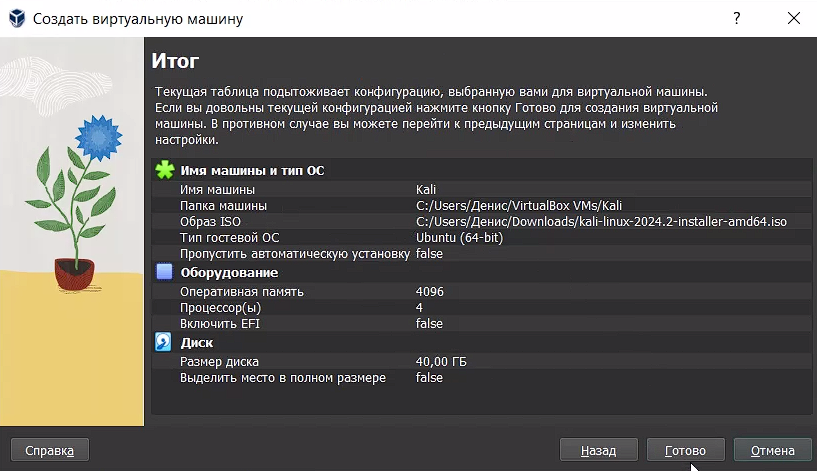 Создать виртуальную машину
?
Итог
Текущая таблица подытоживает конфигурацию, выбранную вами для виртуальной машины.
Если вы довольны текущей конфигурацией нажмите кнопку Готово для создания виртуальной
машины. В противном случае вы можете перейти к предыдущим страницам и изменить
настройки.
Имя машины и тип ОС
Имя машины Kali
Папка машины C:/Users/Денис/VirtualBox VMs/Kali
Образ ISO C:/Users/Денис/Downloads/kali-linux-2024.2-installer-amd64.iso
Тип гостевой ОС Ubuntu (64-bit)
Пропустить автоматическую установку false
Оборудование
Оперативная память 4096
Процессор(ы) 4
Включить EFI false
Диск
Размер диска 40,00 ГБ
Выделить место в полном размере false
Справка Назад Готово Отмена